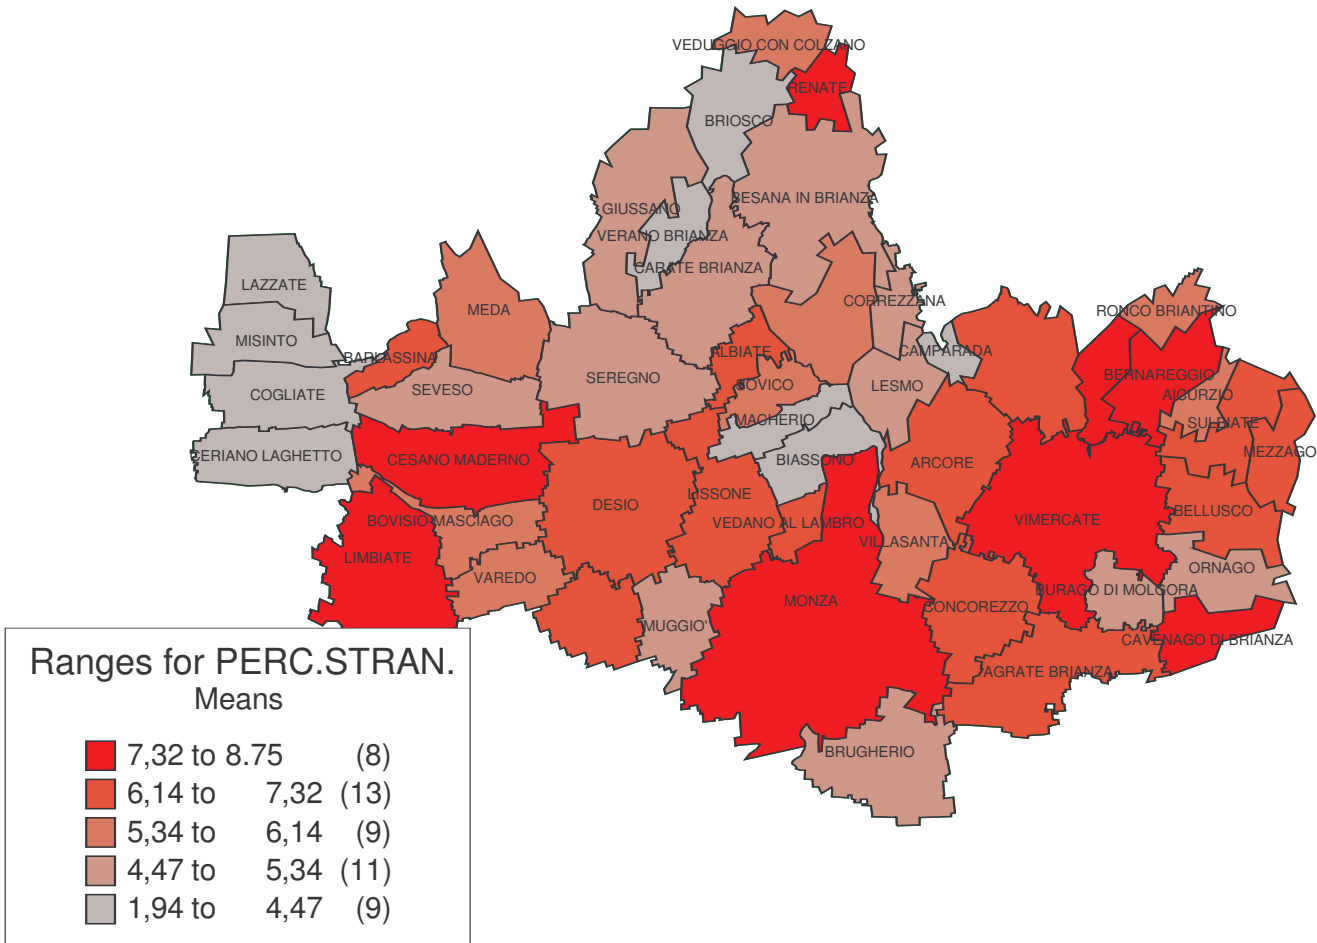 VEDUGGIO CON COLZANO
RENATE
BRIOSCO
BESANA IN BRIANZA
GIUSSANO
VERANO BRIANZA
CARATE BRIANZA
LAZZATE
CORREZZANA
MEDA
RONCO BRIANTINO
MISINTO
BARLASSINA
ALBIATE
CAMPARADA
SEREGNO
BERNAREGGIO
SEVESO
SOVICO
LESMO
COGLIATE
AICURZIO
MACHERIO
SULBIATE
MEZZAGO
CERIANO LAGHETTO
CESANO MADERNO
BIASSONO
ARCORE
LISSONE
DESIO
BELLUSCO
BOVISIO-MASCIAGO
VEDANO AL LAMBRO
VIMERCATE
VILLASANTA
LIMBIATE
ORNAGO
VAREDO
BURAGO DI MOLGORA
MONZA
CONCOREZZO
MUGGIO'
CAVENAGO DI BRIANZA
AGRATE BRIANZA
BRUGHERIO
Ranges for PERC.STRAN.
Means
7,32 to 8.75 (8)
6,14 to 7,32 (13)
5,34 to 6,14 (9)
4,47 to 5,34 (11)
1,94 to 4,47 (9)